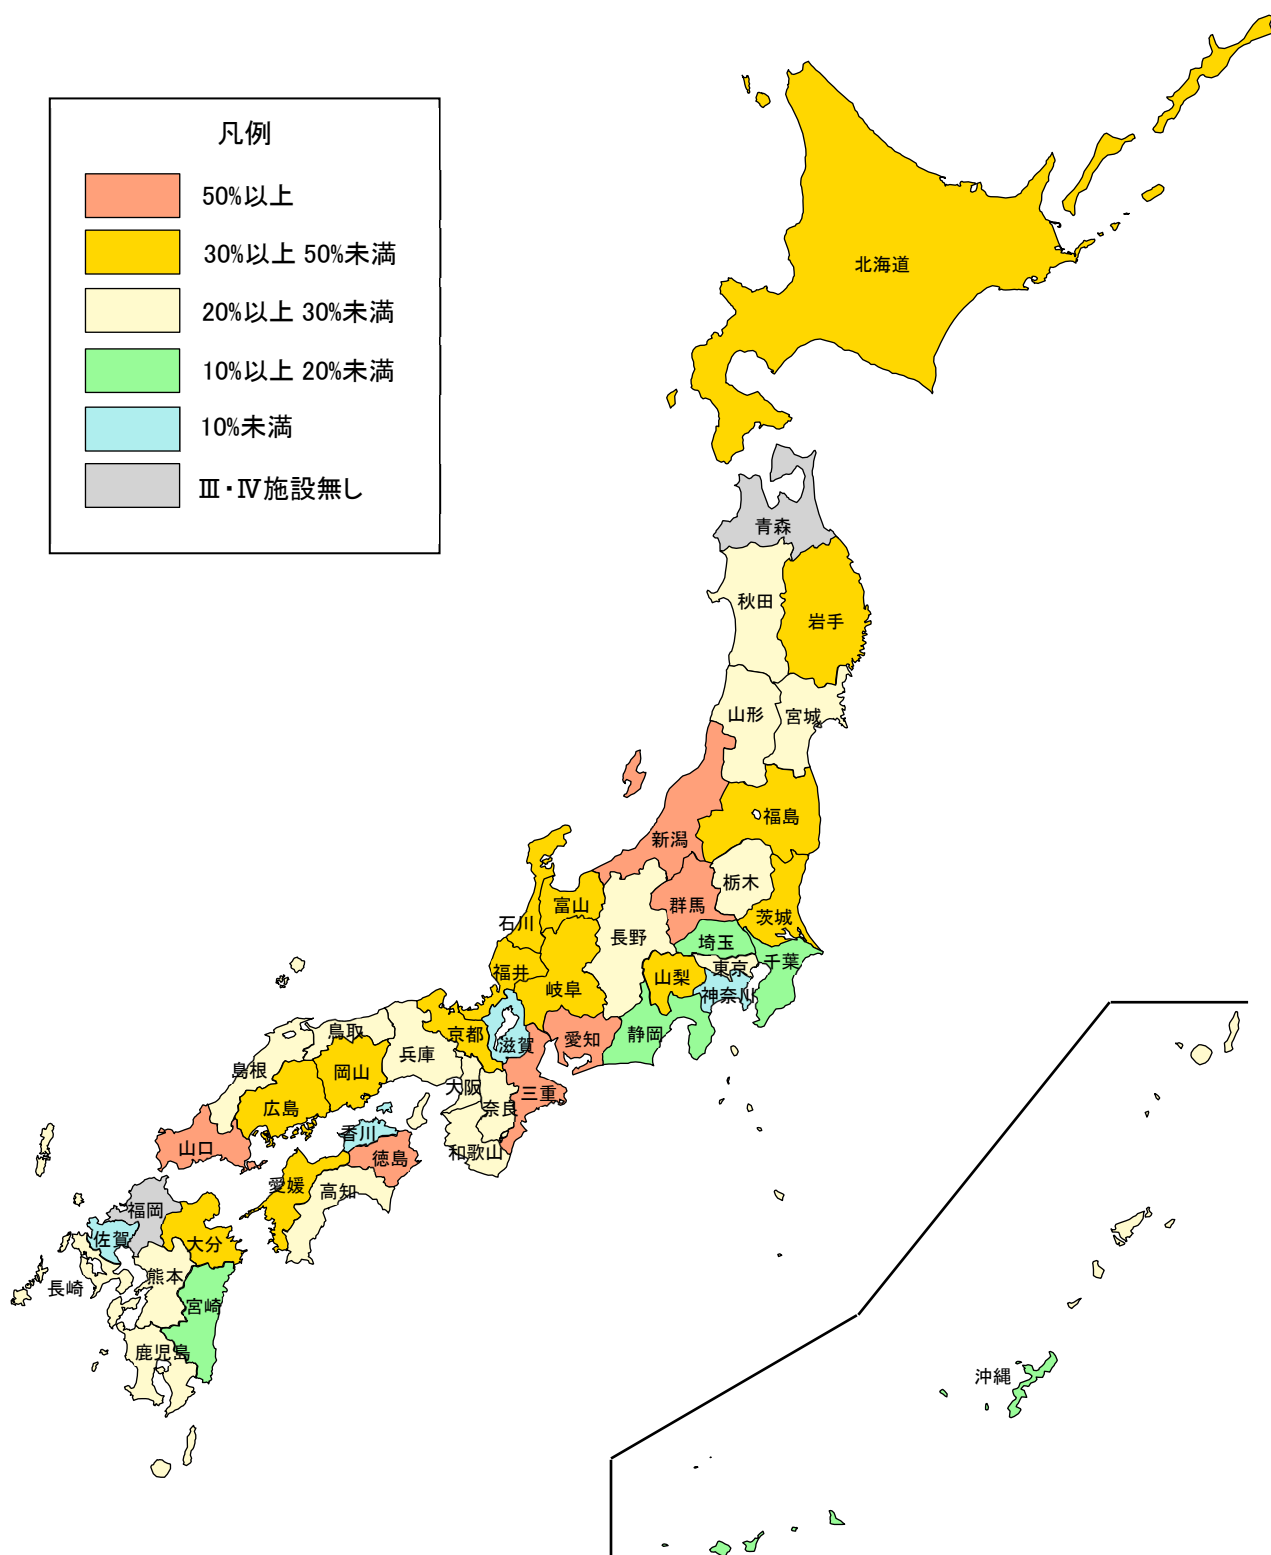 凡例
50%以上
30%以上 50%未満
20%以上 30%未満
10%以上 20%未満
10%未満
Ⅲ・Ⅳ施設無し
北海道
青森
秋田
岩手
山形
宮城
福島
新潟
栃木
群馬
茨城
富山
石川
長野
埼玉
千葉
東京
福井
山梨
岐阜
神奈川
鳥取
京都
滋賀
愛知
静岡
兵庫
島根
岡山
大阪
三重
広島
奈良
香川
山口
和歌山
徳島
愛媛
高知
福岡
佐賀
大分
熊本
長崎
宮崎
鹿児島
沖縄